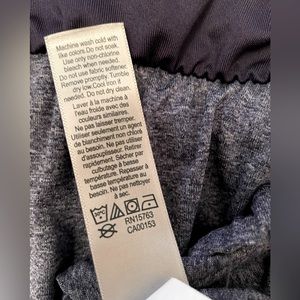 Machine wash cold with
like colors.Do not soak.
Use only non-chlorine
bleach when needed.
Do not use fabric softener.
Remove promptly. Tumble
dry low.Cool iron if
needed. Do not dry clean.
Laver à la machine à
l'eau froide avec des
couleurs similaires.
Ne pas laisser tremper.
Utiliser seulement un agent
de blanchiment non chloré
au besoin. Ne pas utiliser
d'assouplisseur. Retirer
rapidement. Séchage par
culbutage à basse
température. Repassage à
basse température au
besoin. Ne pas nettoyer
à sec.
RN15763
CA00153